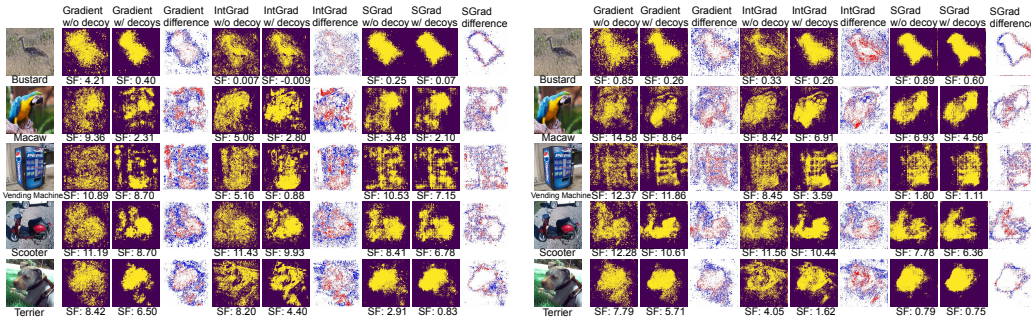 Gradient w/o decoy Gradient w/ decoys Gradient difference IntGrad w/o decoy IntGrad w/ decoys IntGrad difference SGrad w/o decoy SGrad w/ decoys SGrad difference
Bustard SF: 4.21 SF: 0.40 SF: 0.007 SF: -0.009 SF: 0.25 SF: 0.07
Macaw SF: 9.36 SF: 2.31 SF: 5.06 SF: 2.80 SF: 3.48 SF: 2.10
Vending Machine SF: 10.89 SF: 8.70 SF: 5.16 SF: 0.88 SF: 10.53 SF: 7.15
Scooter SF: 11.19 SF: 8.70 SF: 11.43 SF: 9.93 SF: 8.41 SF: 6.78
Terrier SF: 8.42 SF: 6.50 SF: 8.20 SF: 4.40 SF: 2.91 SF: 0.83
Gradient w/o decoy Gradient w/ decoys Gradient difference IntGrad w/o decoy IntGrad w/ decoys IntGrad difference SGrad w/o decoy SGrad w/ decoys SGrad difference
Bustard SF: 0.85 SF: 0.26 SF: 0.33 SF: 0.26 SF: 0.89 SF: 0.60
Macaw SF: 14.58 SF: 8.64 SF: 8.42 SF: 6.91 SF: 6.93 SF: 4.56
Vending Machine SF: 12.37 SF: 11.86 SF: 8.45 SF: 3.59 SF: 1.80 SF: 1.11
Scooter SF: 12.28 SF: 10.61 SF: 11.56 SF: 10.44 SF: 7.78 SF: 6.36
Terrier SF: 7.79 SF: 5.71 SF: 4.05 SF: 1.62 SF: 0.79 SF: 0.75